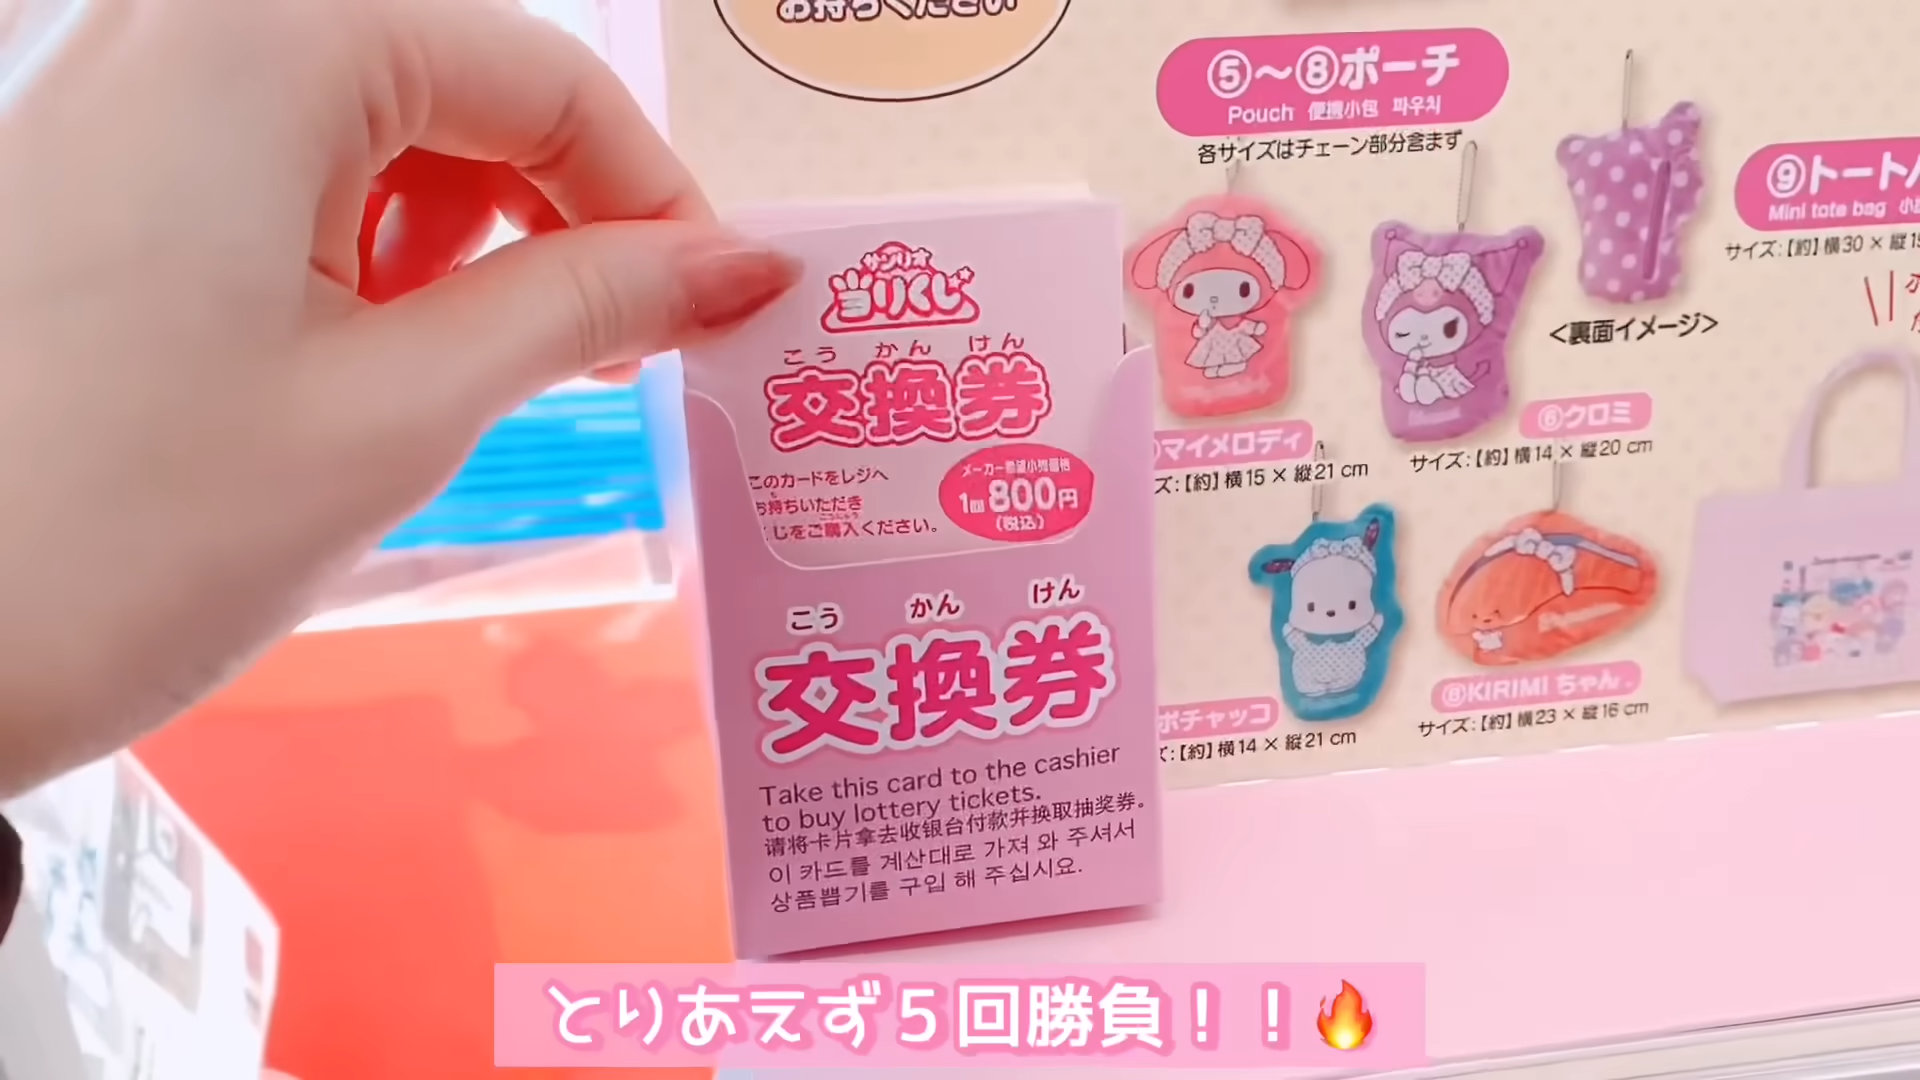 お持ちください
⑤～⑧ポーチ
Pouch 便携小包 파우치
各サイズはチェーン部分含まず
⑨トート
Mini tote bag
サイズ:【約】横30 × 縦
<裏面イメージ>
マイメロディ
ズ:【約】横15 × 縦21 cm
⑥クロミ
サイズ:【約】横14 × 縦20 cm
ポチャッコ
ズ:【約】横14 × 縦21 cm
⑧KIRIMIちゃん.
サイズ:【約】横23 × 縦16 cm
サンリオ
当りくじ
こう かん けん
交換券
このカードをレジへ
お持ちいただき
くじをご購入ください。
メーカー希望小売価格
1回800円
(税込)
こう かん けん
交換券
Take this card to the cashier
to buy lottery tickets.
请将卡片拿去收银台付款并换取抽奖券。
이 카드를 계산대로 가져 와 주셔서
상품뽑기를 구입 해 주십시요.
とりあえず5回勝負！！🔥